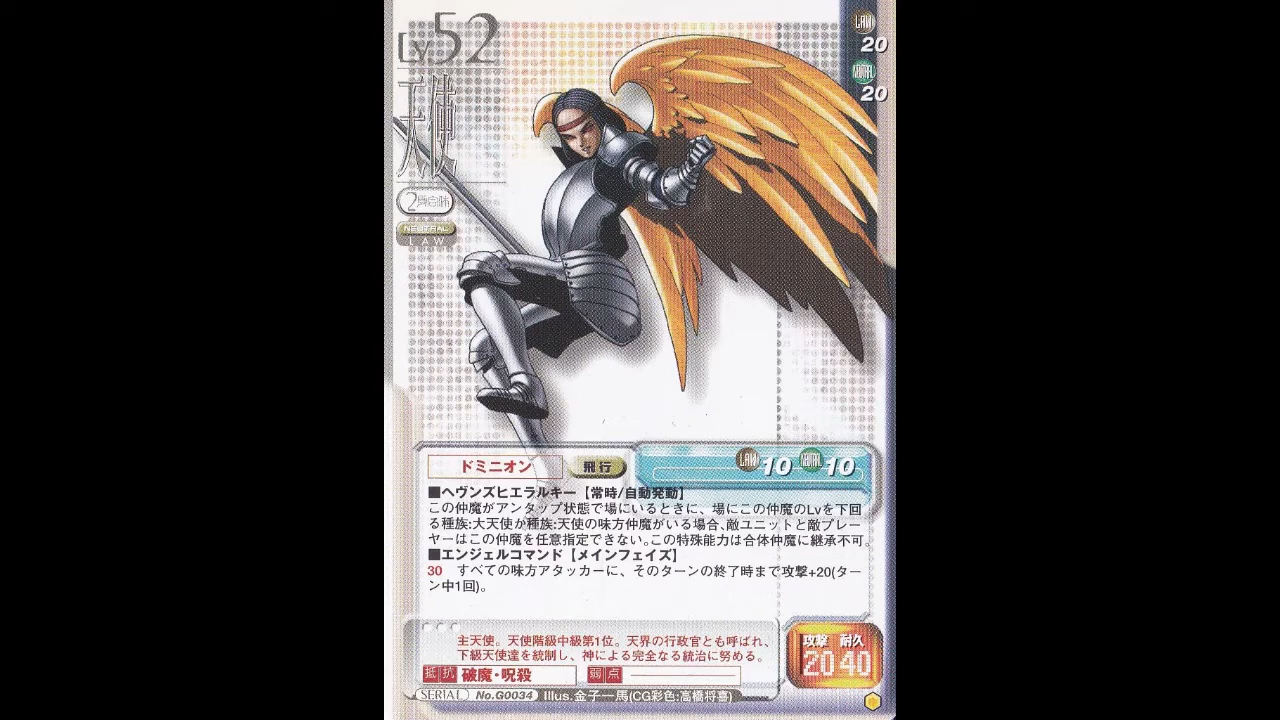 Lv52
LAW
20
NEUTRAL
20
天使
2身合体
NEUTRAL
LAW
ドミニオン
飛行
LAW 10 NEUTRAL 10
■ヘヴンズヒエラルキー【常時/自動発動】
この仲魔がアンタップ状態で場にいるときに、場にこの仲魔のLvを下回
る種族:大天使か種族:天使の味方仲魔がいる場合、敵ユニットと敵プレー
ヤーはこの仲魔を任意指定できない。この特殊能力は合体仲魔に継承不可。
■エンジェルコマンド【メインフェイズ】
30 すべての味方アタッカーに、そのターンの終了時まで攻撃+20(ター
ン中1回)。
主天使。天使階級中級第1位。天界の行政官とも呼ばれ、
下級天使達を統制し、神による完全なる統治に努める。
攻撃 耐久
20 40
抵抗 破魔・呪殺 弱点
SERIAL No.G0034 Illus.金子一馬(CG彩色:高橋将喜)